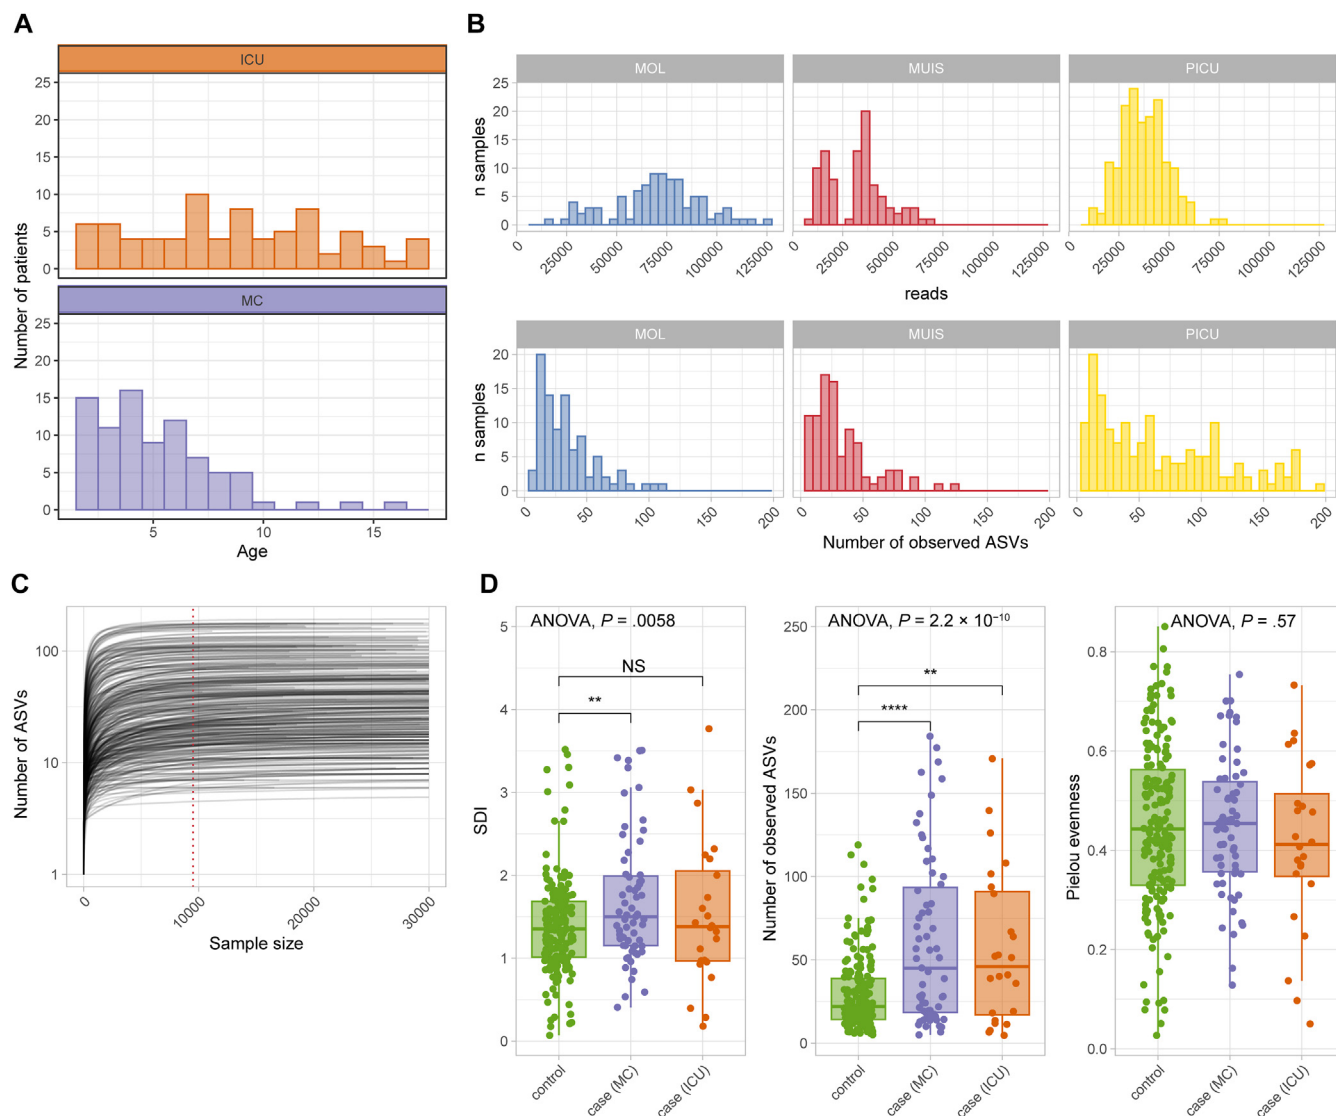 A
ICU
25
20
15
10
5
0
MC
25
20
15
10
5
0
Number of patients
5 10 15
Age
B
MOL MUIS PICU
25
20
15
10
5
0
n samples
0 25000 50000 75000 100000 125000
0 25000 50000 75000 100000 125000
0 25000 50000 75000 100000 125000
reads
MOL MUIS PICU
20
15
10
5
0
n samples
0 50 100 150 200
0 50 100 150 200
0 50 100 150 200
Number of observed ASVs
C
100
10
1
Number of ASVs
0 10000 20000 30000
Sample size
D
ANOVA, P = .0058
NS
**
5
4
3
2
1
0
SDI
control case (MC) case (ICU)
ANOVA, P = 2.2 × 10⁻¹⁰
**
****
250
200
150
100
50
0
Number of observed ASVs
control case (MC) case (ICU)
ANOVA, P = .57
0.8
0.6
0.4
0.2
0.0
Pielou evenness
control case (MC) case (ICU)